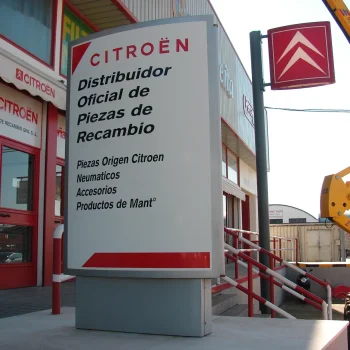 CITROËN
Distribuidor
Oficial de
Piezas de
Recambio
Piezas Origen Citroen
Neumaticos
Accesorios
Productos de Mantº
CITROËN
CITROËN